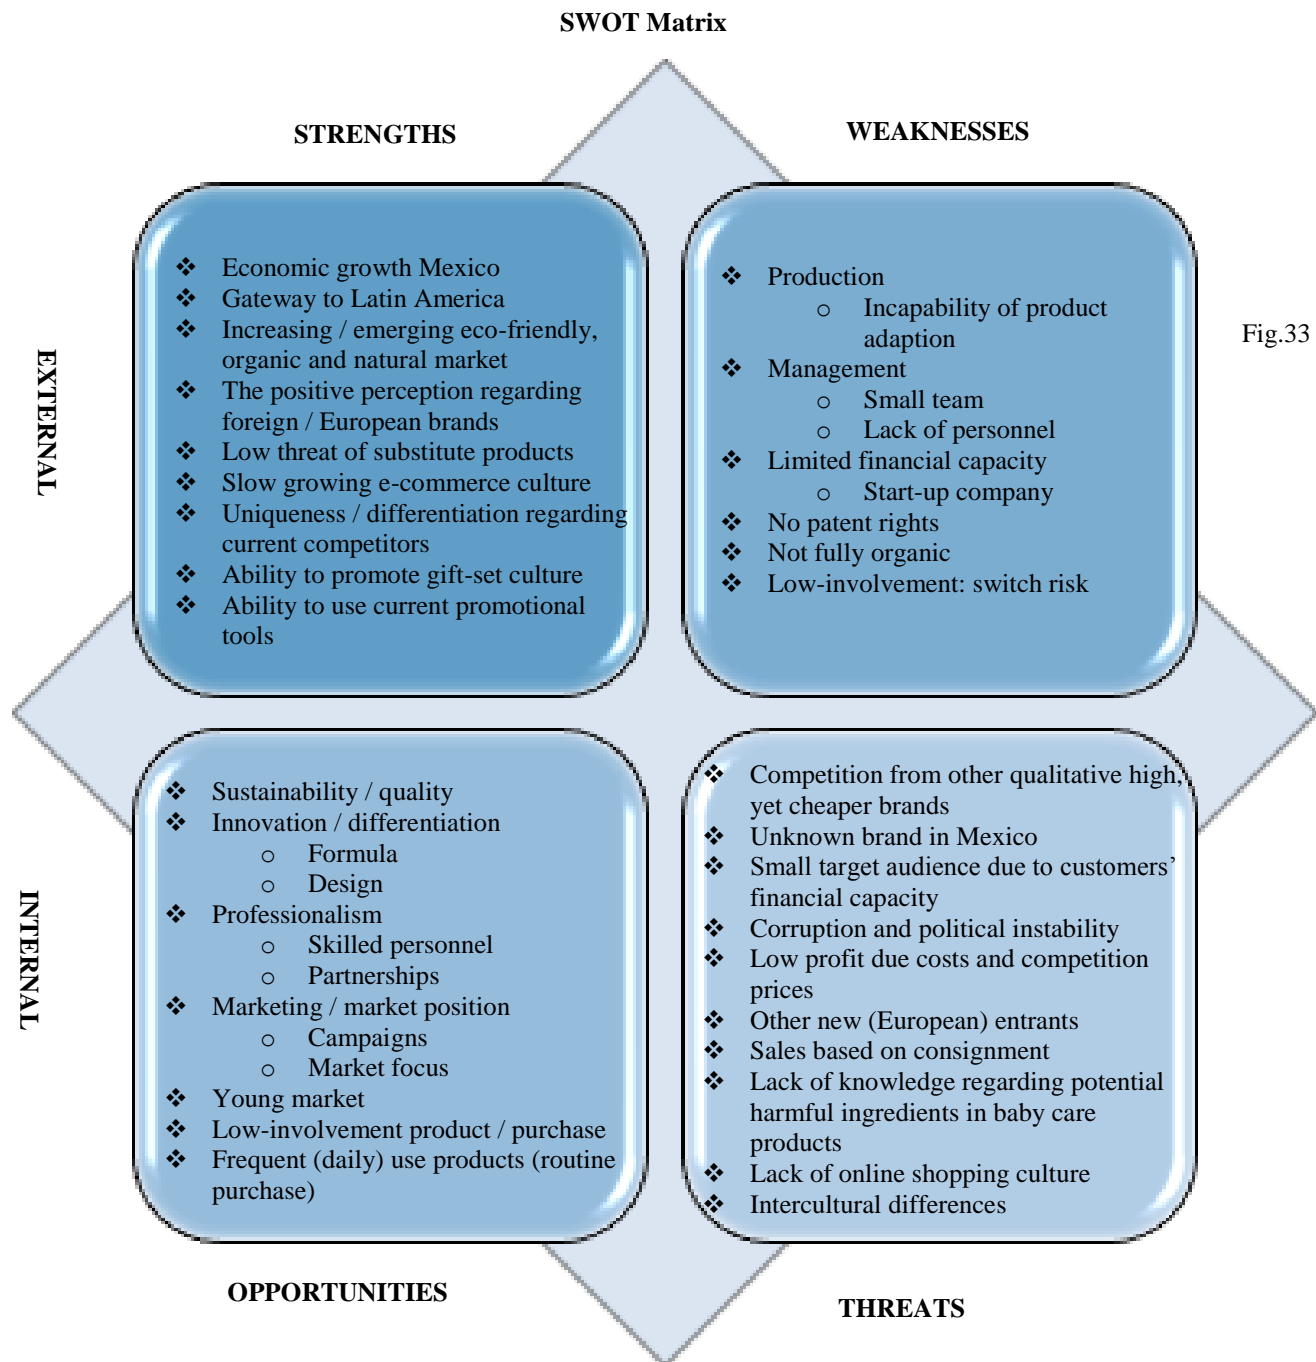 SWOT Matrix
STRENGTHS
WEAKNESSES
EXTERNAL
❖ Economic growth Mexico
❖ Gateway to Latin America
❖ Increasing / emerging eco-friendly,
organic and natural market
❖ The positive perception regarding
foreign / European brands
❖ Low threat of substitute products
❖ Slow growing e-commerce culture
❖ Uniqueness / differentiation regarding
current competitors
❖ Ability to promote gift-set culture
❖ Ability to use current promotional
tools
❖ Production
o Incapability of product
adaption
❖ Management
o Small team
o Lack of personnel
❖ Limited financial capacity
o Start-up company
❖ No patent rights
❖ Not fully organic
❖ Low-involvement: switch risk
Fig.33
INTERNAL
❖ Sustainability / quality
❖ Innovation / differentiation
o Formula
o Design
❖ Professionalism
o Skilled personnel
o Partnerships
❖ Marketing / market position
o Campaigns
o Market focus
❖ Young market
❖ Low-involvement product / purchase
❖ Frequent (daily) use products (routine
purchase)
❖ Competition from other qualitative high,
yet cheaper brands
❖ Unknown brand in Mexico
❖ Small target audience due to customers’
financial capacity
❖ Corruption and political instability
❖ Low profit due costs and competition
prices
❖ Other new (European) entrants
❖ Sales based on consignment
❖ Lack of knowledge regarding potential
harmful ingredients in baby care
products
❖ Lack of online shopping culture
❖ Intercultural differences
OPPORTUNITIES
THREATS